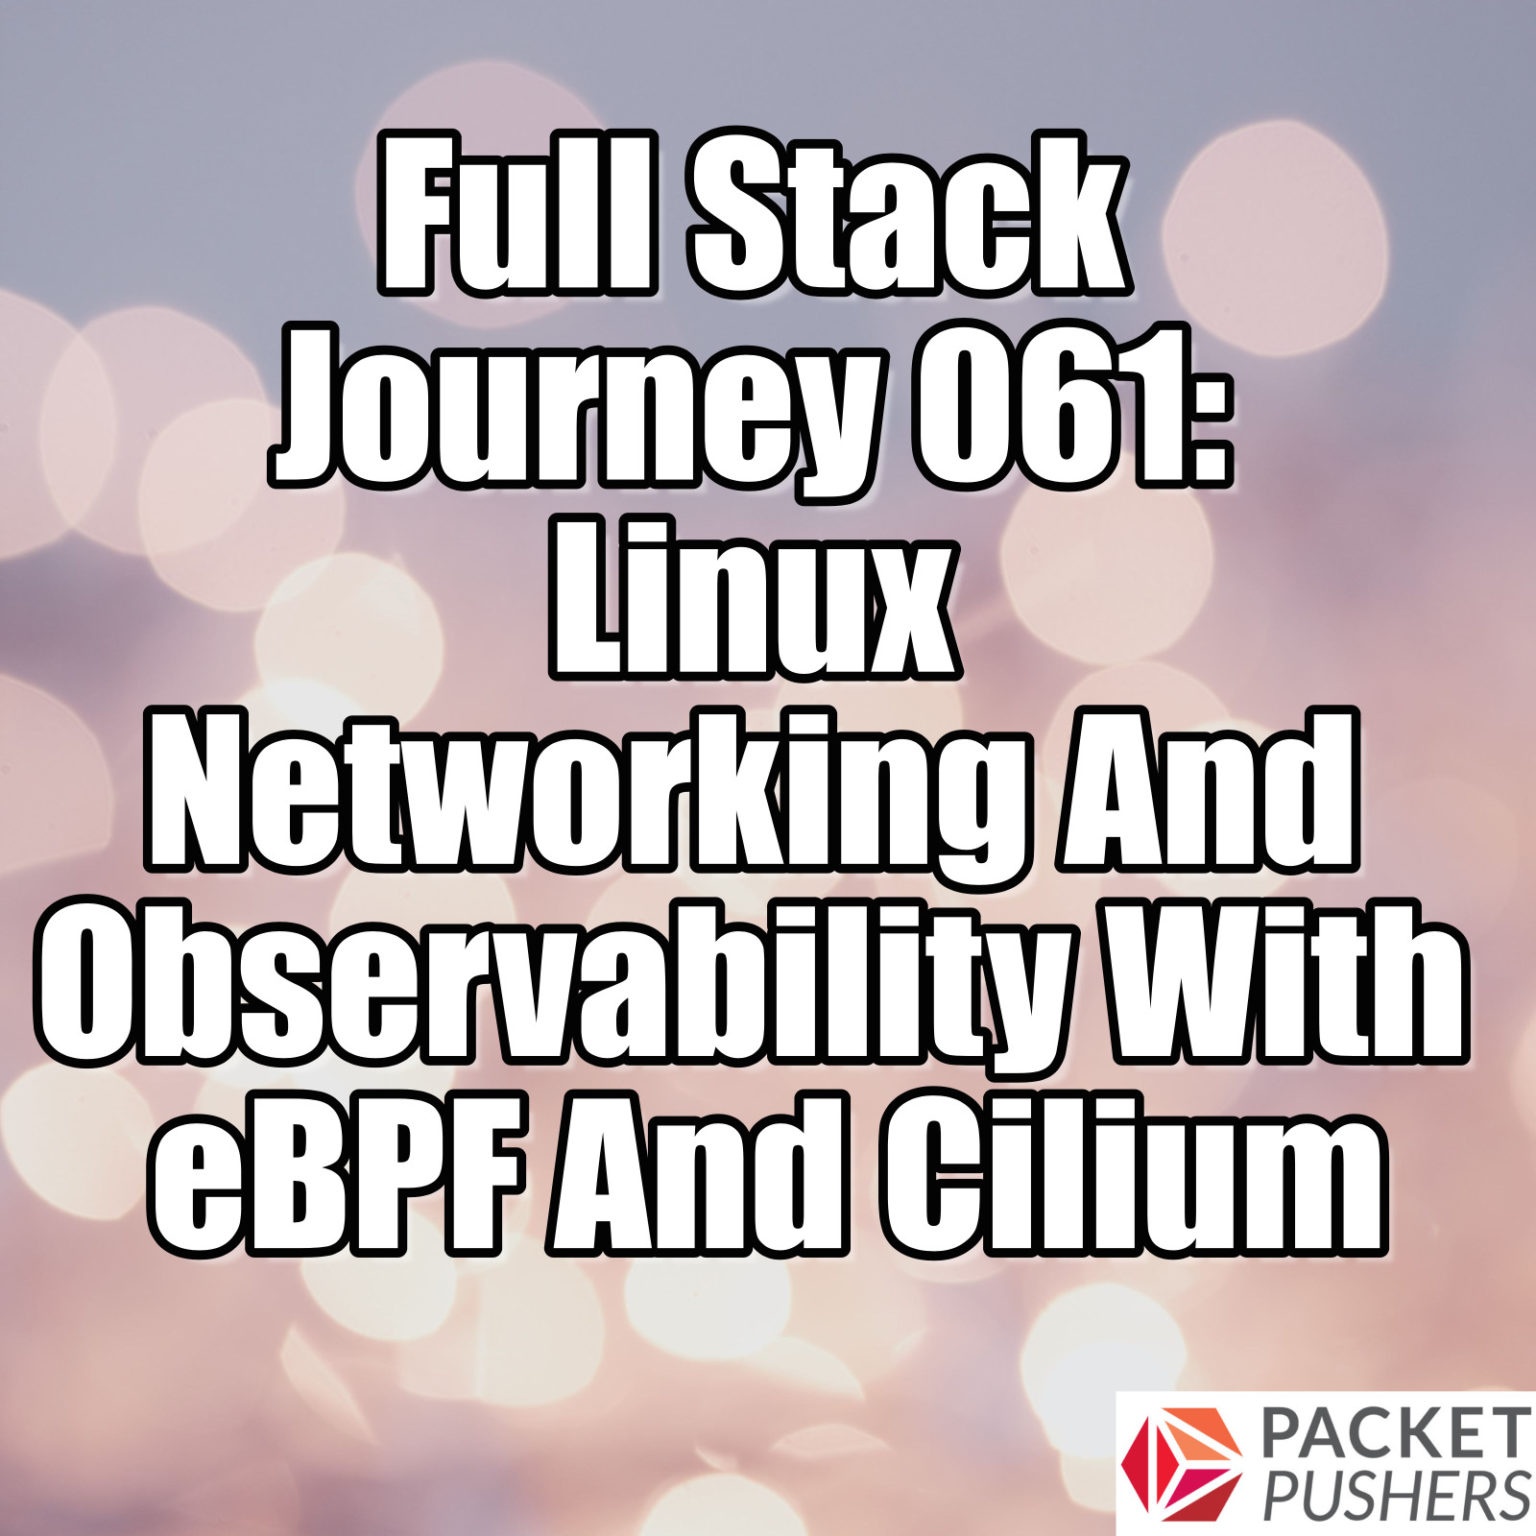 Full Stack
Journey 061:
Linux
Networking And
Observability With
eBPF And Cilium
PACKET
PUSHERS